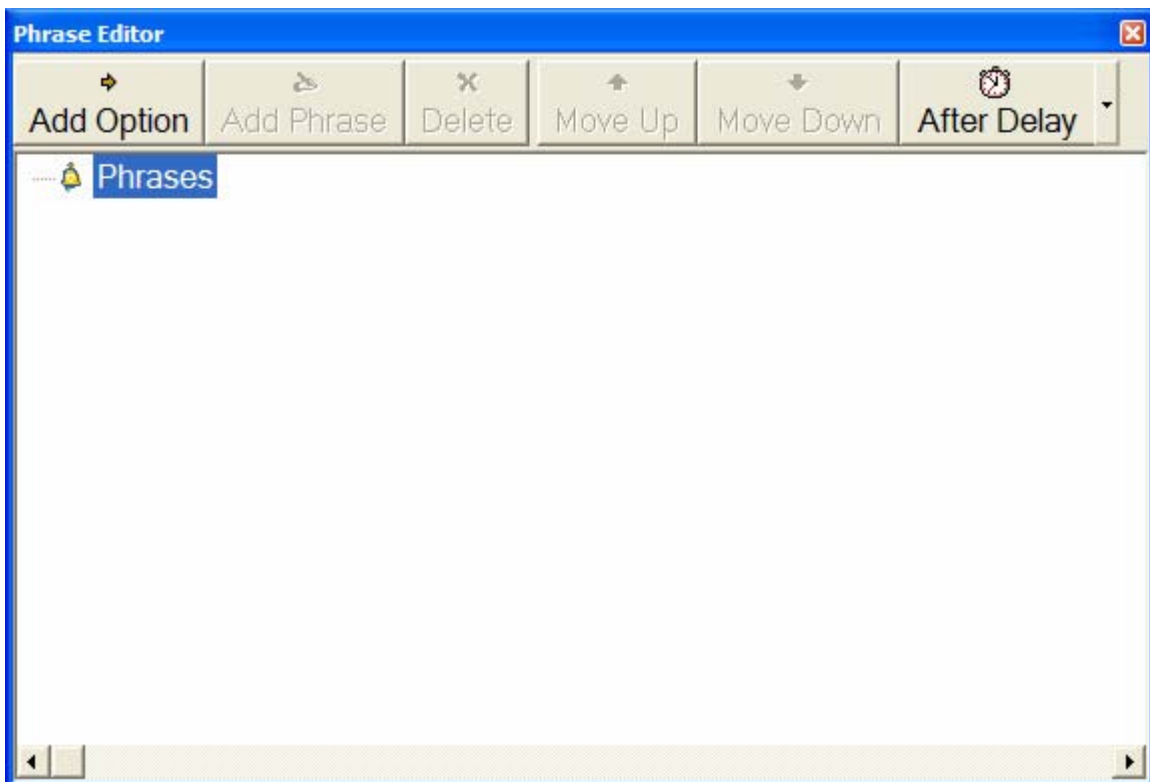 Phrase Editor
Add Option Add Phrase Delete Move Up Move Down After Delay
Phrases